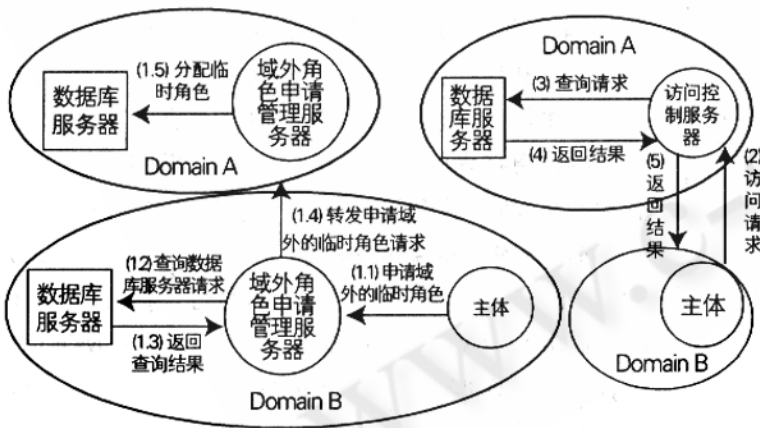 (1.5) 分配临
时角色
数据库
服务器
域外角
色申请
管理服
务器
Domain A
(1.4) 转发申请域
外的临时角色请求
(12) 查询数据
库服务器请求
数据库
服务器
(1.3) 返回
查询结果
域外角
色申请
管理服
务器
(1.1) 申请域
外的临时角色
主体
Domain B
Domain A
(3) 查询请求
数据
库服
务器
访问控
制服务
器
(4) 返回结果
(5)
返
回
结
果
(2)
访
问
请
求
主体
Domain B
www.c